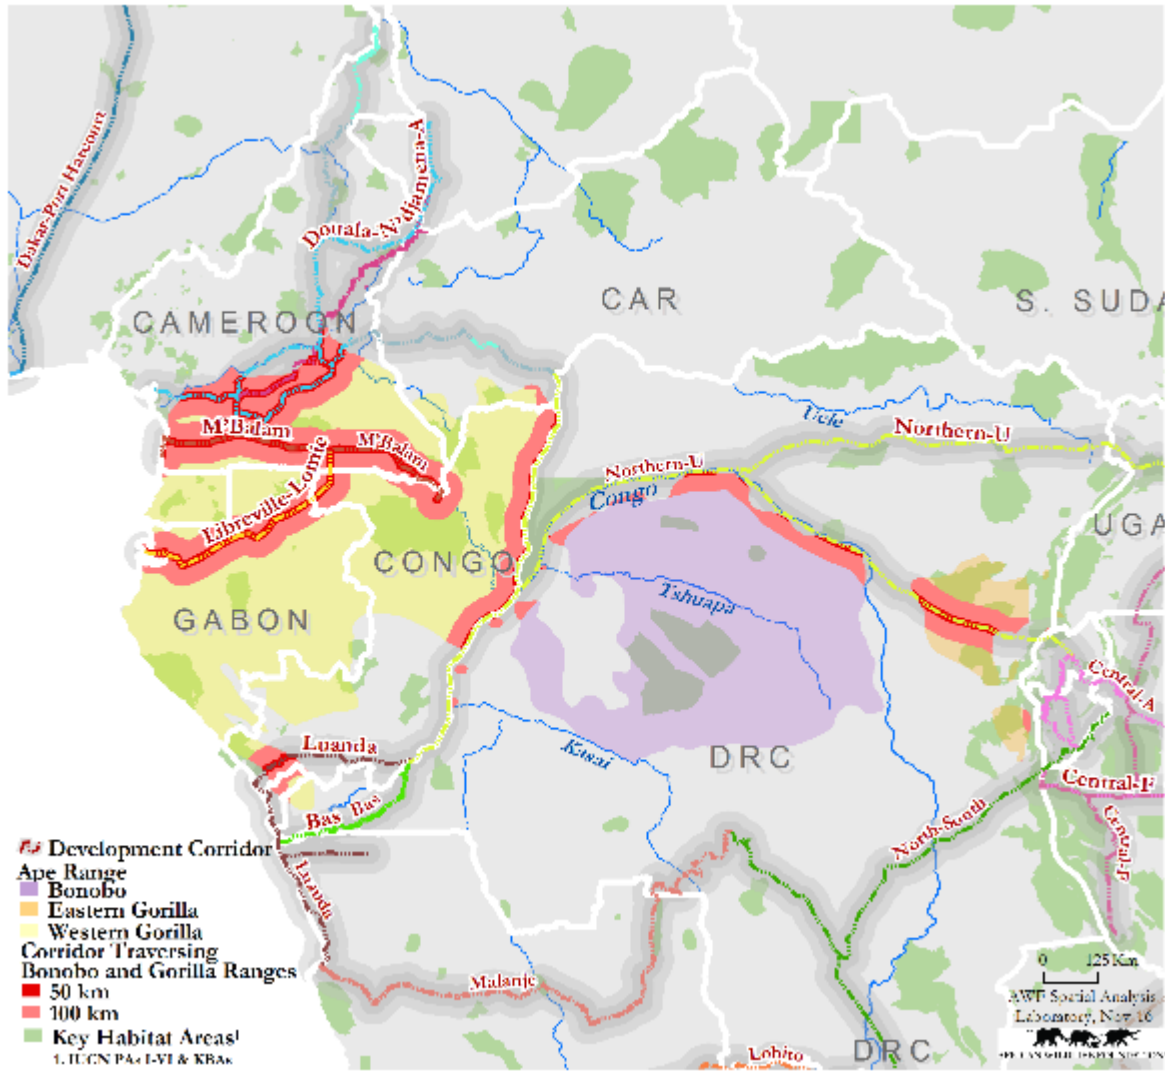 Dakar-Port Harcourt
Douala-N'djamena-A
CAMEROON
CAR
S. SUDA
M'Balam
M'Balam
Uele
Northern-U
Northern-U
Congo
Libreville-Lomie
UGA
CONGO
Tshuapa
GABON
Central-A
Luanda
Kasai
DRC
Central-F
Bas Bas
North-South
Central-F
Luanda
Malanje
Lobito
DRC
Development Corridor
Ape Range
Bonobo
Eastern Gorilla
Western Gorilla
Corridor Traversing
Bonobo and Gorilla Ranges
50 km
100 km
Key Habitat Areas¹
1. IUCN PAs I-VI & KBAs
0 125 Km
AWF Spatial Analysis
Laboratory, Nov 16